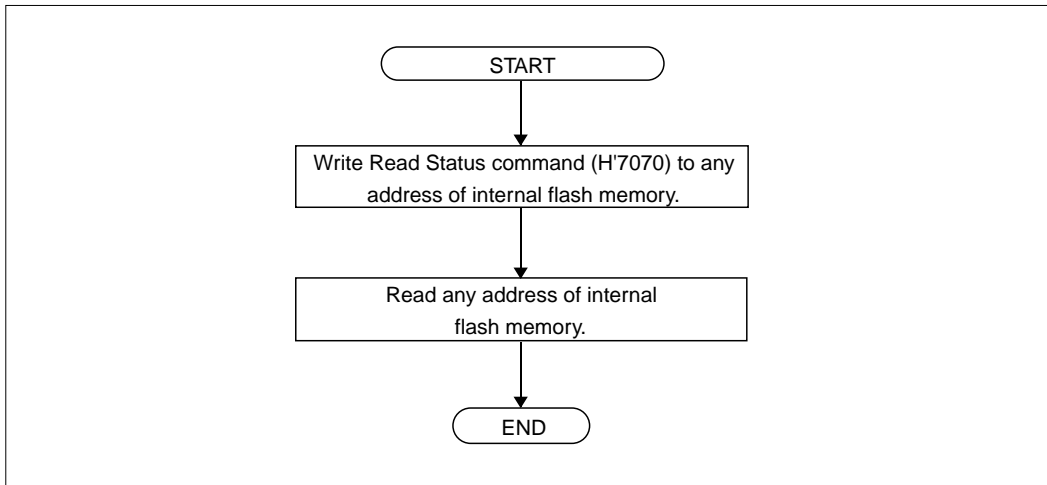 START
Write Read Status command (H'7070) to any
address of internal flash memory.
Read any address of internal
flash memory.
END